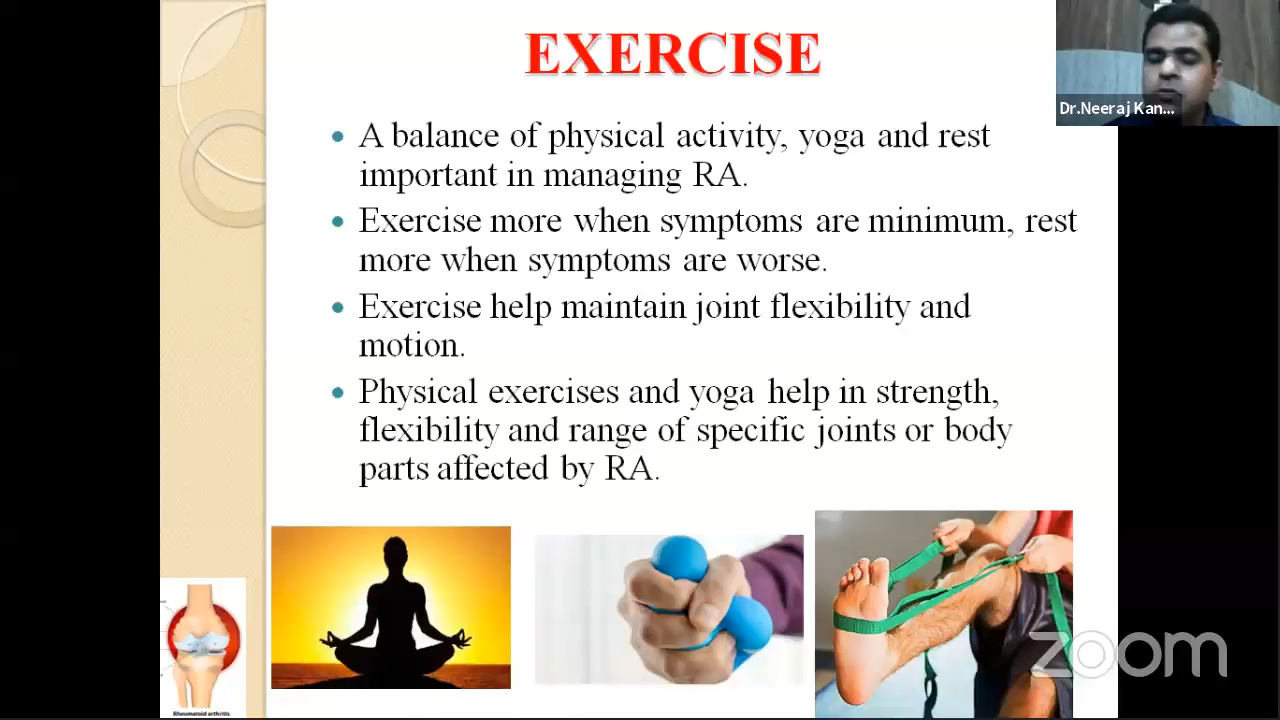 EXERCISE
Dr.Neeraj Kan...
A balance of physical activity, yoga and rest
important in managing RA.
Exercise more when symptoms are minimum, rest
more when symptoms are worse.
Exercise help maintain joint flexibility and
motion.
Physical exercises and yoga help in strength,
flexibility and range of specific joints or body
parts affected by RA.
zoom
Rheumatoid arthritis